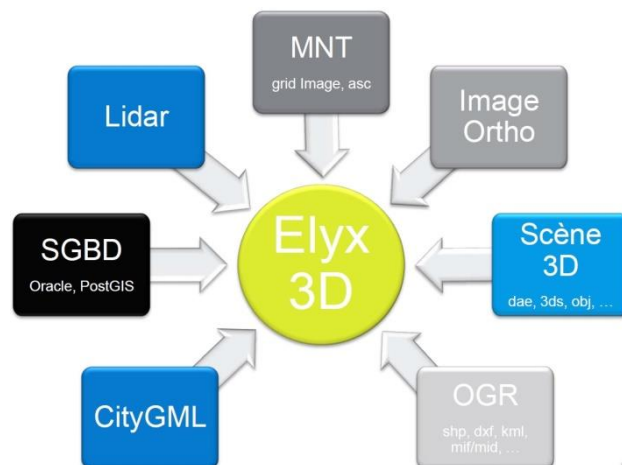 MNT
grid Image, asc
Lidar
Image
Ortho
SGBD
Oracle, PostGIS
Elyx
3D
Scène
3D
dae, 3ds, obj, ...
CityGML
OGR
shp, dxf, kml,
mif/mid, ...